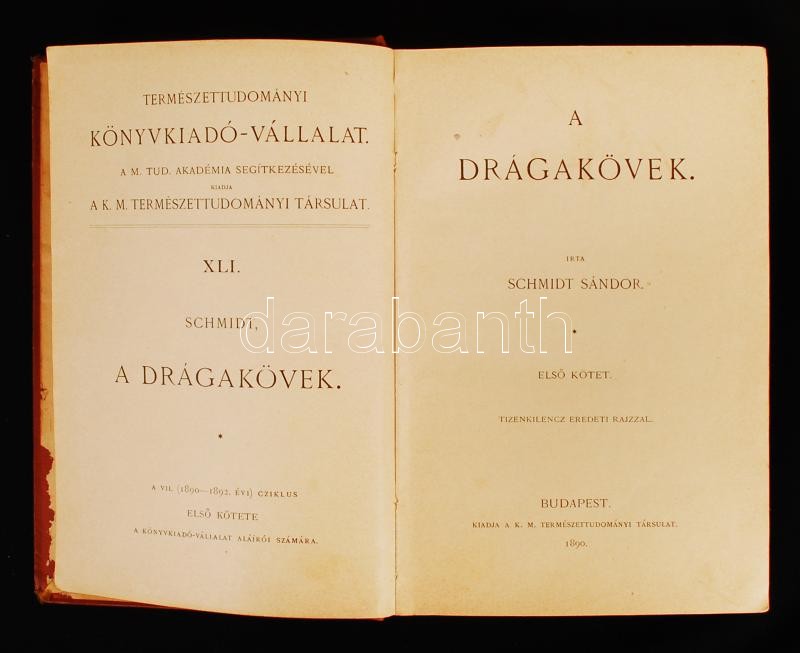 TERMÉSZETTUDOMÁNYI
KÖNYVKIADÓ-VÁLLALAT.
A M. TUD. AKADÉMIA SEGÍTKEZÉSÉVEL
KIADJA
A K. M. TERMÉSZETTUDOMÁNYI TÁRSULAT.
XLI.
SCHMIDT,
A DRÁGAKÖVEK.
*
A VII. (1890—1892. ÉVI) CZIKLUS
ELSŐ KÖTETE
A KÖNYVKIADÓ-VÁLLALAT ALÁÍRÓI SZÁMÁRA.
A
DRÁGAKÖVEK.
IRTA
SCHMIDT SÁNDOR.
*
ELSŐ KÖTET.
TIZENKILENCZ EREDETI RAJZZAL.
BUDAPEST.
KIADJA A K. M. TERMÉSZETTUDOMÁNYI TÁRSULAT.
1890.
darabanth